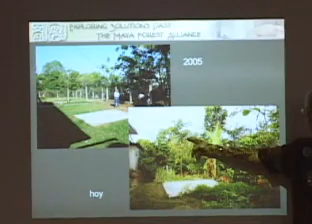 EXPLORING SOLUTIONS PAST
THE MAYA FOREST ALLIANCE
2005
hoy